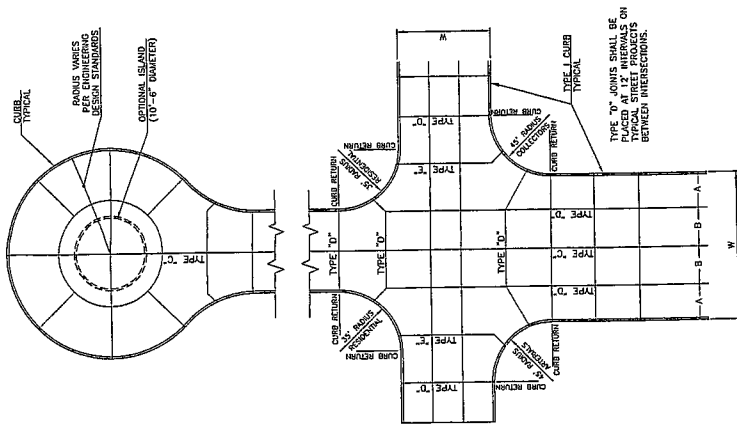 CURB
TYPICAL
RADIUS VARIES
PER ENGINEERING
DESIGN STANDARDS
OPTIONAL ISLAND
(10'-6" DIAMETER)
TYPE "C"
CURB RETURN
35' RADIUS
RESIDENTIAL
CURB RETURN
CURB RETURN
35' RADIUS
RESIDENTIAL
CURB RETURN
TYPE "D"
TYPE "D"
TYPE "D"
TYPE "E"
TYPE "D"
TYPE "E"
TYPE "D"
CURB RETURN
45' RADIUS
COLLECTORS
CURB RETURN
CURB RETURN
45' RADIUS
ARTERIALS
CURB RETURN
TYPE "D"
TYPE "C"
TYPE "D"
A
B
B
A
W
W
TYPE I CURB
TYPICAL
TYPE "D" JOINTS SHALL BE
PLACED AT 12' INTERVALS ON
TYPICAL STREET PROJECTS
BETWEEN INTERSECTIONS.